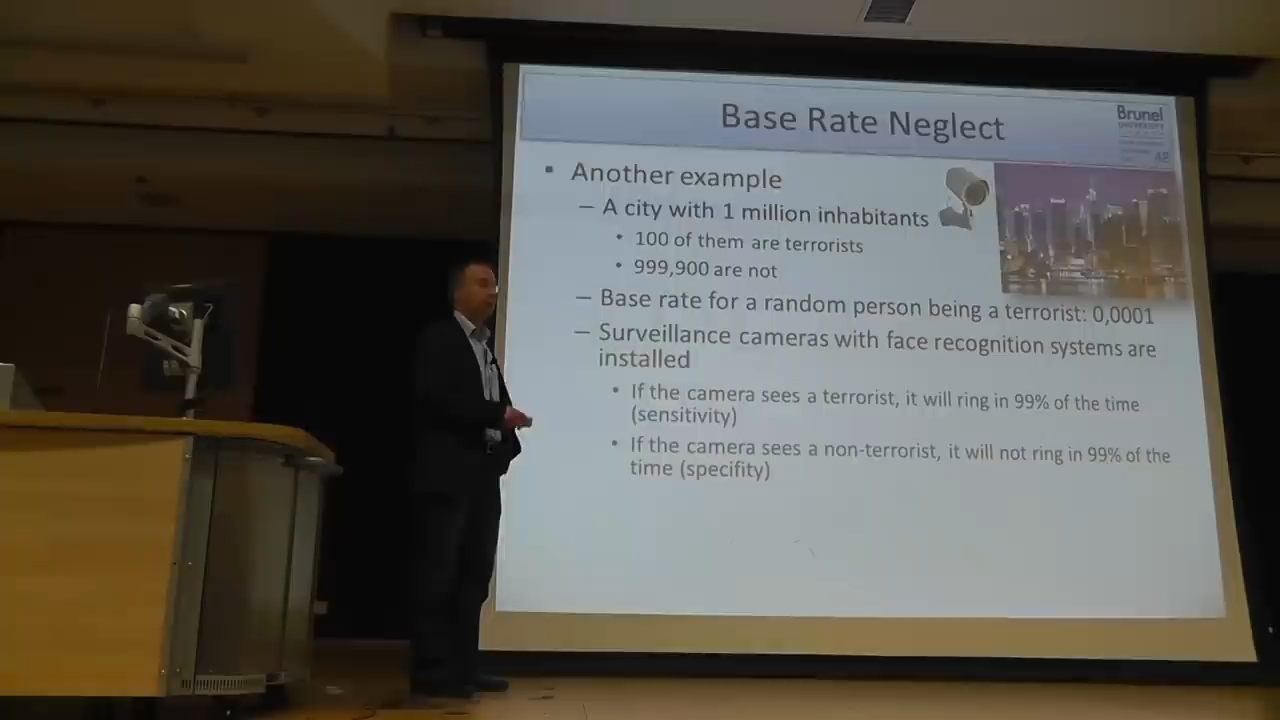 Base Rate Neglect
Brunel
UNIVERSITY
48
• Another example
– A city with 1 million inhabitants
• 100 of them are terrorists
• 999,900 are not
– Base rate for a random person being a terrorist: 0,0001
– Surveillance cameras with face recognition systems are
installed
• If the camera sees a terrorist, it will ring in 99% of the time
(sensitivity)
• If the camera sees a non-terrorist, it will not ring in 99% of the
time (specifity)